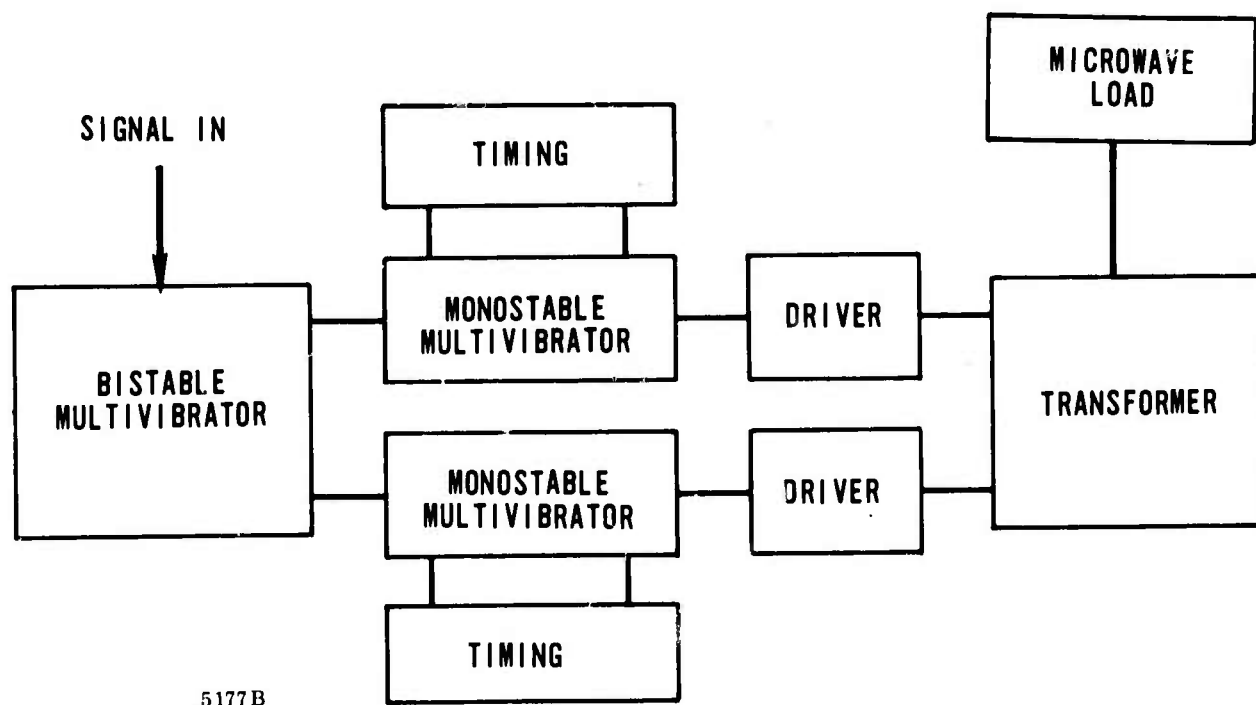 SIGNAL IN
TIMING
MICROWAVE
LOAD
BISTABLE
MULTIVIBRATOR
MONOSTABLE
MULTIVIBRATOR
DRIVER
TRANSFORMER
MONOSTABLE
MULTIVIBRATOR
DRIVER
TIMING
5177B